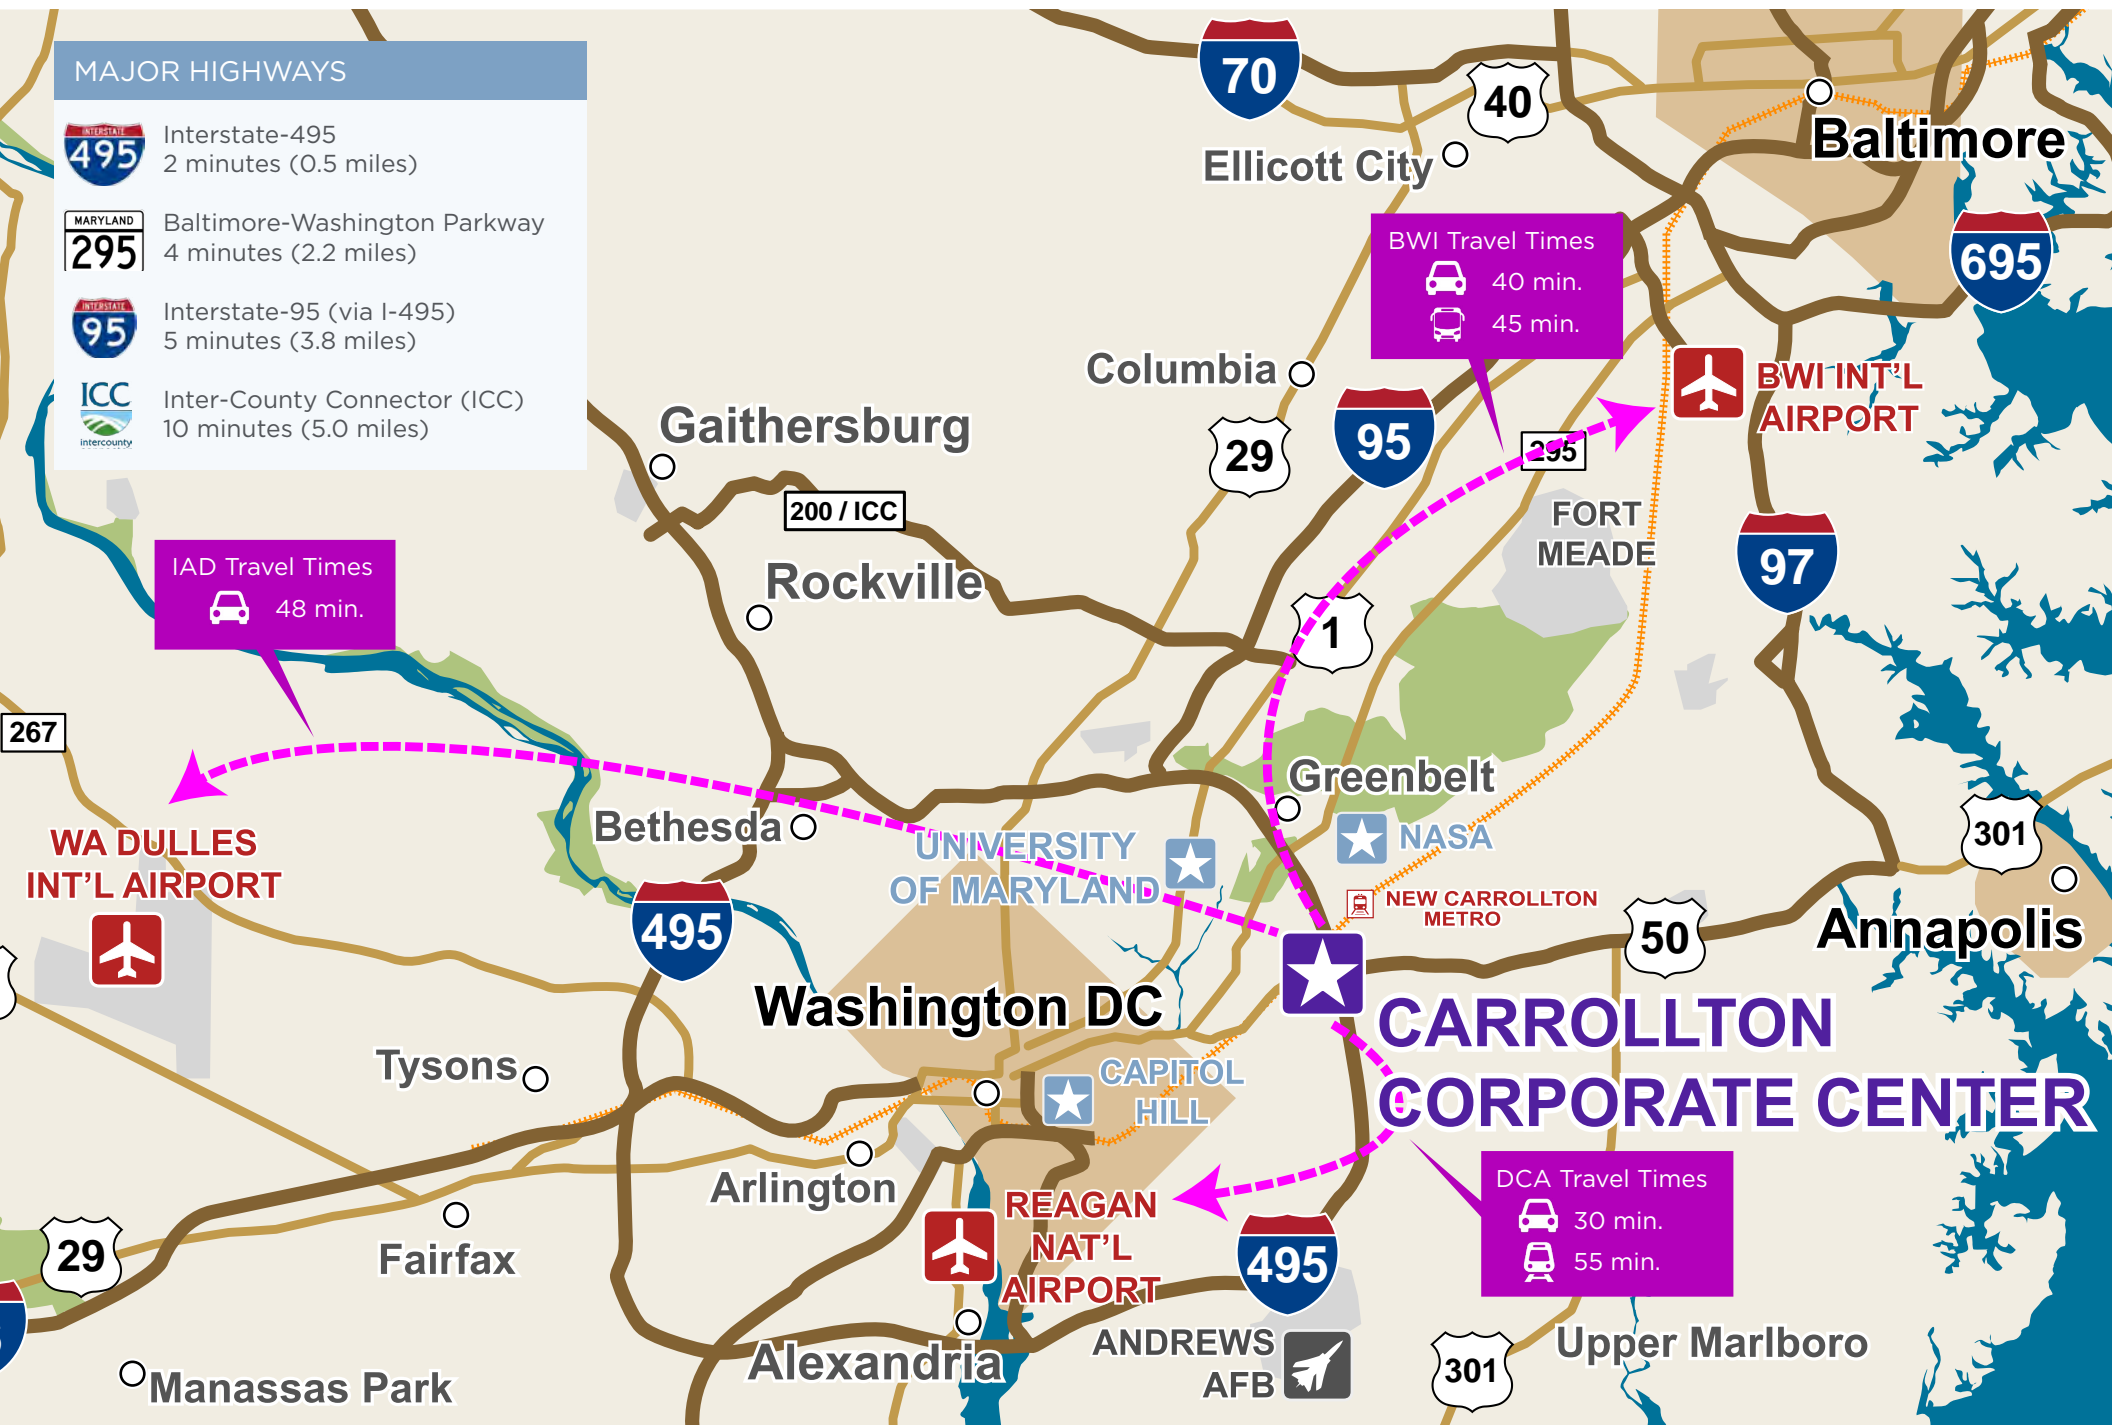 MAJOR HIGHWAYS
INTERSTATE
495
Interstate-495
2 minutes (0.5 miles)
MARYLAND
295
Baltimore-Washington Parkway
4 minutes (2.2 miles)
INTERSTATE
95
Interstate-95 (via I-495)
5 minutes (3.8 miles)
ICC
intercounty
Inter-County Connector (ICC)
10 minutes (5.0 miles)
70
40
Baltimore
Ellicott City
BWI Travel Times
40 min.
45 min.
695
Columbia
BWI INT'L
AIRPORT
Gaithersburg
29
95
295
200 / ICC
FORT
MEADE
97
IAD Travel Times
48 min.
Rockville
1
267
Greenbelt
WA DULLES
INT'L AIRPORT
Bethesda
UNIVERSITY
OF MARYLAND
NASA
301
NEW CARROLLTON
METRO
495
50
Annapolis
Washington DC
CARROLLTON
CORPORATE CENTER
Tysons
CAPITOL
HILL
Arlington
REAGAN
NAT'L
AIRPORT
DCA Travel Times
30 min.
55 min.
29
Fairfax
495
ANDREWS
AFB
Upper Marlboro
301
Alexandria
Manassas Park